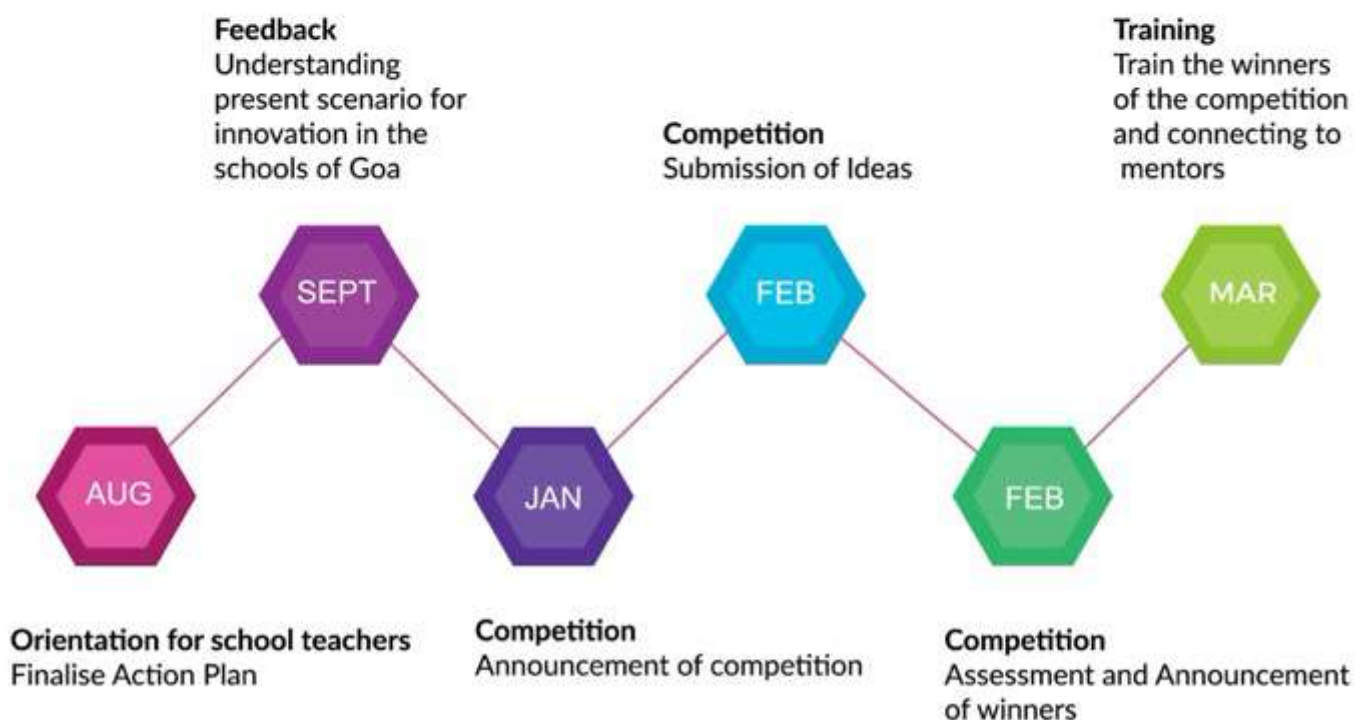 Feedback
Understanding
present scenario for
innovation in the
schools of Goa
Competition
Submission of Ideas
Training
Train the winners
of the competition
and connecting to
mentors
SEPT
FEB
MAR
AUG
JAN
FEB
Orientation for school teachers
Finalise Action Plan
Competition
Announcement of competition
Competition
Assessment and Announcement
of winners